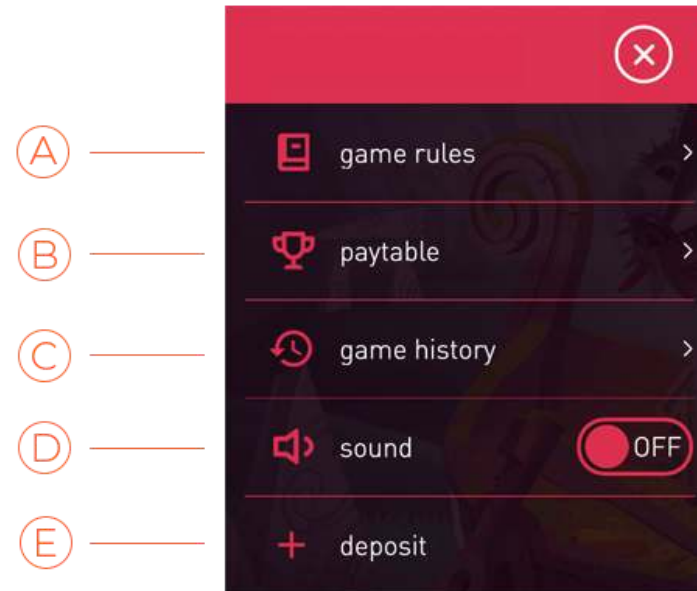 A game rules
B paytable
C game history
D sound OFF
E deposit